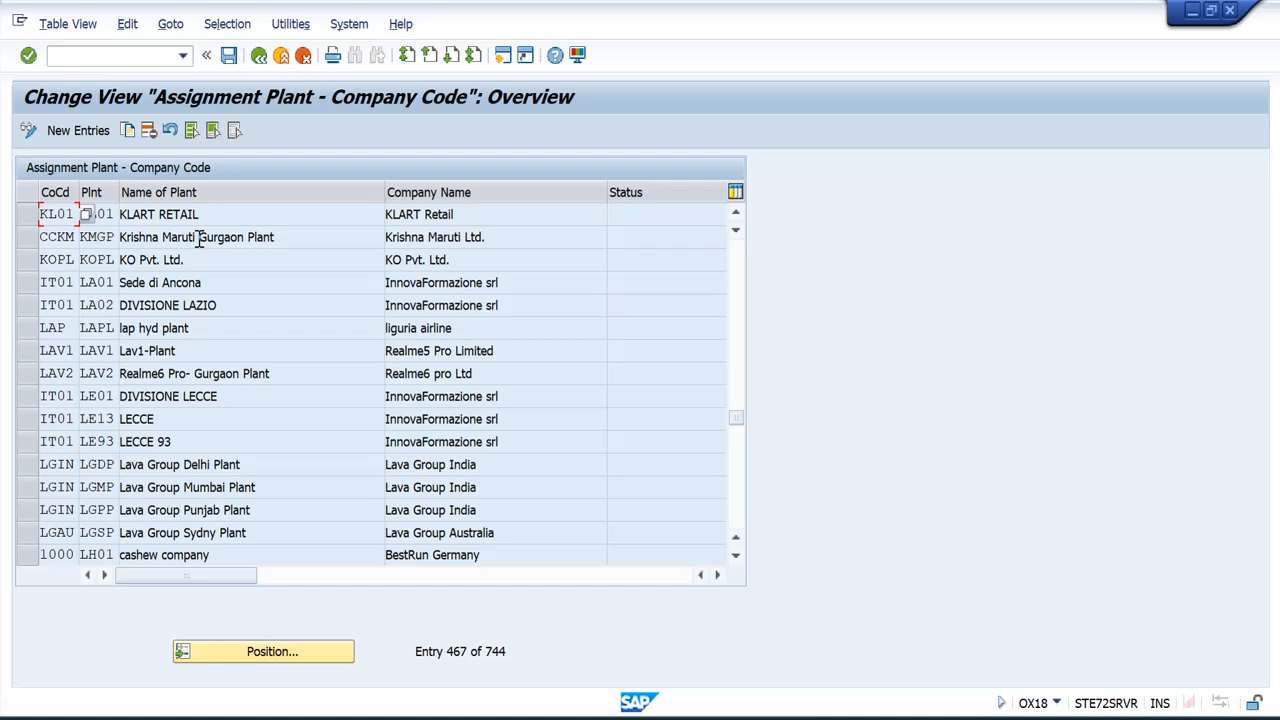 Table View Edit Goto Selection Utilities System Help
Change View "Assignment Plant - Company Code": Overview
New Entries
Assignment Plant - Company Code
CoCd Plnt Name of Plant Company Name Status
KL01 01 KLART RETAIL KLART Retail
CCKM KMGP Krishna Maruti Gurgaon Plant Krishna Maruti Ltd.
KOPL KOPL KO Pvt. Ltd. KO Pvt. Ltd.
IT01 LA01 Sede di Ancona InnovaFormazione srl
IT01 LA02 DIVISIONE LAZIO InnovaFormazione srl
LAP LAPL lap hyd plant liguria airline
LAV1 LAV1 Lav1-Plant Realme5 Pro Limited
LAV2 LAV2 Realme6 Pro- Gurgaon Plant Realme6 pro Ltd
IT01 LE01 DIVISIONE LECCE InnovaFormazione srl
IT01 LE13 LECCE InnovaFormazione srl
IT01 LE93 LECCE 93 InnovaFormazione srl
LGIN LGDP Lava Group Delhi Plant Lava Group India
LGIN LGMP Lava Group Mumbai Plant Lava Group India
LGIN LGPP Lava Group Punjab Plant Lava Group India
LGAU LGSP Lava Group Sydny Plant Lava Group Australia
1000 LH01 cashew company BestRun Germany
Position... Entry 467 of 744
SAP OX18 STE72SRVR INS